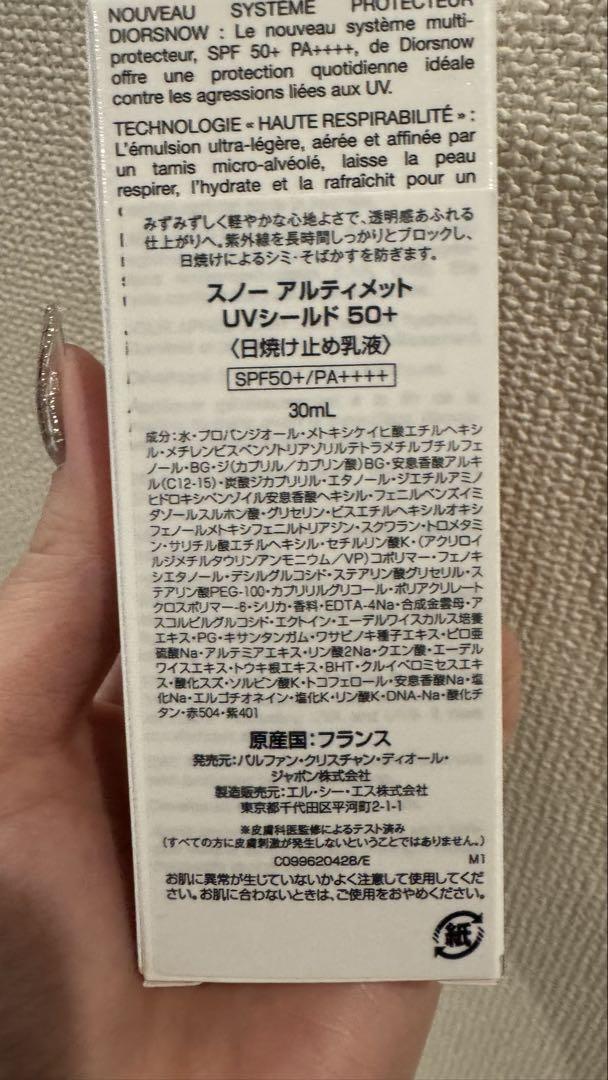 NOUVEAU SYSTÈME PROTECTEUR
DIORSNOW : Le nouveau système multi-
protecteur, SPF 50+ PA++++, de Diorsnow
offre une protection quotidienne idéale
contre les agressions liées aux UV.
TECHNOLOGIE « HAUTE RESPIRABILITÉ » :
L'émulsion ultra-légère, aérée et affinée par
un tamis micro-alvéolé, laisse la peau
respirer, l'hydrate et la rafraîchit pour un
みずみずしく軽やかな心地よさで、透明感あふれる
仕上がりへ。紫外線を長時間しっかりとブロックし、
日焼けによるシミ・そばかすを防ぎます。
スノー アルティメット
UVシールド 50+
〈日焼け止め乳液〉
SPF50+/PA++++
30mL
成分：水・プロパンジオール・メトキシケイヒ酸エチルヘキシ
ル・メチレンビスベンゾトリアゾリルテトラメチルブチルフェ
ノール・BG・ジ(カプリル／カプリン酸)BG・安息香酸アルキ
ル(C12-15)・炭酸ジカプリリル・エタノール・ジエチルアミノ
ヒドロキシベンゾイル安息香酸ヘキシル・フェニルベンズイミ
ダゾールスルホン酸・グリセリン・ビスエチルヘキシルオキシ
フェノールメトキシフェニルトリアジン・スクワラン・トロメタミ
ン・サリチル酸エチルヘキシル・セチルリン酸K・(アクリロイ
ルジメチルタウリンアンモニウム／VP)コポリマー・フェノキ
シエタノール・デシルグルコシド・ステアリン酸グリセリル・ス
テアリン酸PEG-100・カプリリルグリコール・ポリアクリレート
クロスポリマー-6・シリカ・香料・EDTA-4Na・合成金雲母・ア
スコルビルグルコシド・エクトイン・エーデルワイスカルス培養
エキス・PG・キサンタンガム・ワサビノキ種子エキス・ピロ亜
硫酸Na・アルテミアエキス・リン酸2Na・クエン酸・エーデル
ワイスエキス・トウキ根エキス・BHT・クルイベロミセスエキ
ス・酸化スズ・ソルビン酸K・トコフェロール・安息香酸Na・塩
化Na・エルゴチオネイン・塩化K・リン酸K・DNA-Na・酸化チ
タン・赤504・紫401
原産国：フランス
発売元：パルファン・クリスチャン・ディオール・
ジャポン株式会社
製造販売元：エル・シー・エス株式会社
東京都千代田区平河町2-1-1
※皮膚科医監修によるテスト済み
(すべての方に皮膚刺激が発生しないということではありません。)
C099620428/E M1
お肌に異常が生じていないかよく注意して使用してくだ
さい。お肌に合わないときは、ご使用をおやめください。
紙